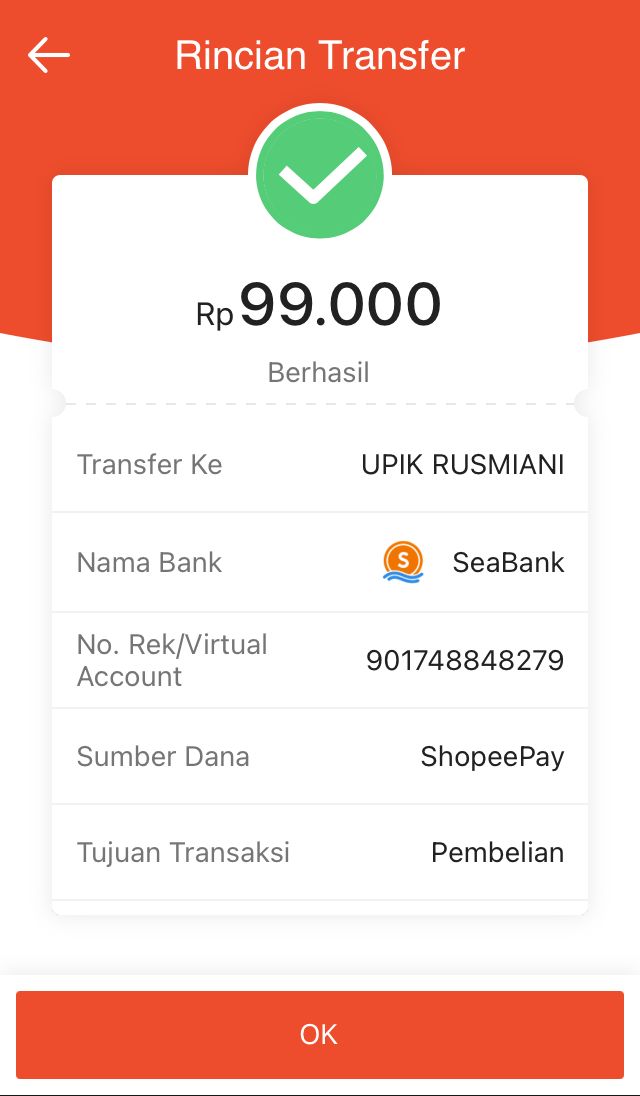 Rincian Transfer
Rp 99.000
Berhasil
Transfer Ke UPIK RUSMIANI
Nama Bank S SeaBank
No. Rek/Virtual
Account 901748848279
Sumber Dana ShopeePay
Tujuan Transaksi Pembelian
OK